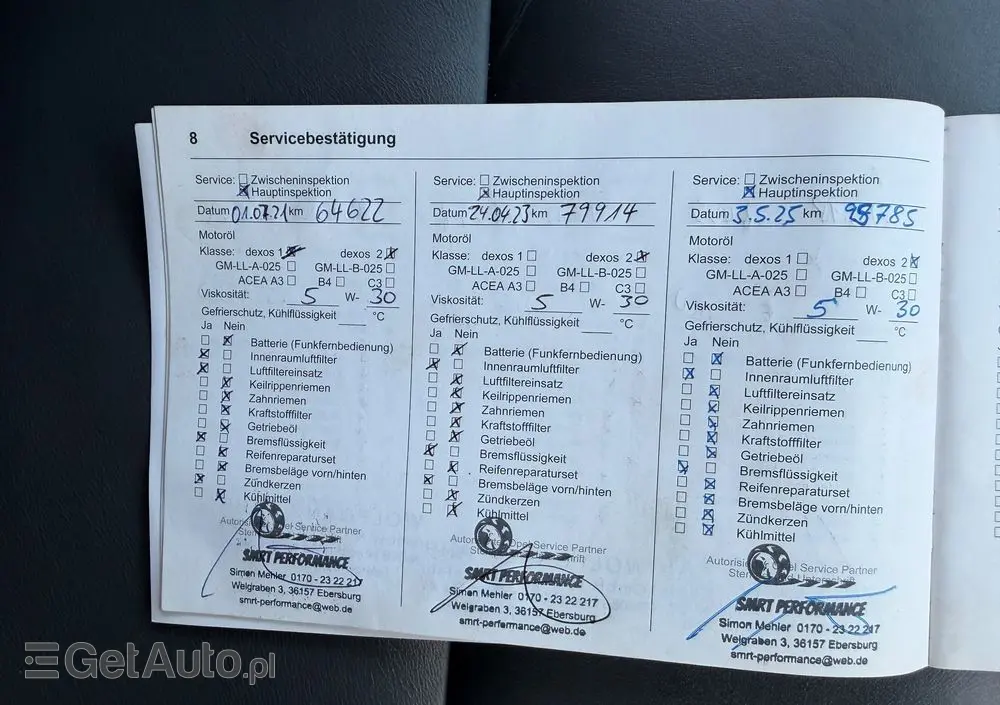 8 Servicebestätigung
Service: Zwischeninspektion
Hauptinspektion
Datum 01.07.21 km 64622
Motoröl
Klasse: dexos 1 dexos 2
GM-LL-A-025 GM-LL-B-025
ACEA A3 B4 C3
Viskosität: 5 W- 30
Gefrierschutz, Kühlflüssigkeit °C
Ja Nein
Batterie (Funkfernbedienung)
Innenraumluftfilter
Luftfiltereinsatz
Keilrippenriemen
Zahnriemen
Kraftstofffilter
Getriebeöl
Bremsflüssigkeit
Reifenreparaturset
Bremsbeläge vorn/hinten
Zündkerzen
Kühlmittel
Service Partner
SMRT PERFORMANCE
Simon Mehler 0170 - 23 22 217
Welgraben 3, 36157 Ebersburg
smrt-performance@web.de
Service: Zwischeninspektion
Hauptinspektion
Datum 24.04.23 km 79914
Motoröl
Klasse: dexos 1 dexos 2
GM-LL-A-025 GM-LL-B-025
ACEA A3 B4 C3
Viskosität: 5 W- 30
Gefrierschutz, Kühlflüssigkeit °C
Ja Nein
Batterie (Funkfernbedienung)
Innenraumluftfilter
Luftfiltereinsatz
Keilrippenriemen
Zahnriemen
Kraftstofffilter
Getriebeöl
Bremsflüssigkeit
Reifenreparaturset
Bremsbeläge vorn/hinten
Zündkerzen
Kühlmittel
Service Partner
SMRT PERFORMANCE
Simon Mehler 0170 - 23 22 217
Welgraben 3, 36157 Ebersburg
smrt-performance@web.de
Service: Zwischeninspektion
Hauptinspektion
Datum 3.5.25 km 98785
Motoröl
Klasse: dexos 1 dexos 2
GM-LL-A-025 GM-LL-B-025
ACEA A3 B4 C3
Viskosität: 5 W- 30
Gefrierschutz, Kühlflüssigkeit °C
Ja Nein
Batterie (Funkfernbedienung)
Innenraumluftfilter
Luftfiltereinsatz
Keilrippenriemen
Zahnriemen
Kraftstofffilter
Getriebeöl
Bremsflüssigkeit
Reifenreparaturset
Bremsbeläge vorn/hinten
Zündkerzen
Kühlmittel
Service Partner
SMRT PERFORMANCE
Simon Mehler 0170 - 23 22 217
Welgraben 3, 36157 Ebersburg
smrt-performance@web.de
GetAuto.pl